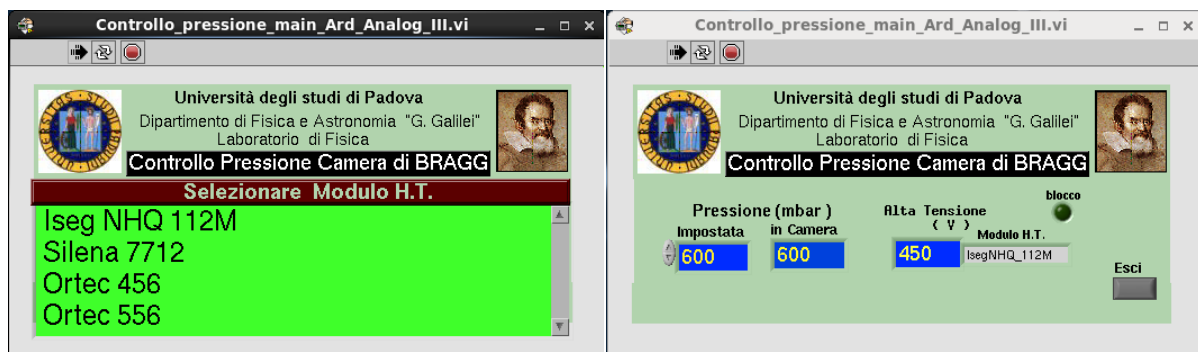 Controllo_pressione_main_Ard_Analog_III.vi
Università degli studi di Padova
Dipartimento di Fisica e Astronomia "G. Galilei"
Laboratorio di Fisica
Controllo Pressione Camera di BRAGG
Selezionare Modulo H.T.
Iseg NHQ 112M
Silena 7712
Ortec 456
Ortec 556
Controllo_pressione_main_Ard_Analog_III.vi
Università degli studi di Padova
Dipartimento di Fisica e Astronomia "G. Galilei"
Laboratorio di Fisica
Controllo Pressione Camera di BRAGG
blocco
Pressione (mbar )
Impostata
in Camera
600
600
Alta Tensione
( V )
Modulo H.T.
450
IsegNHQ_112M
Esci